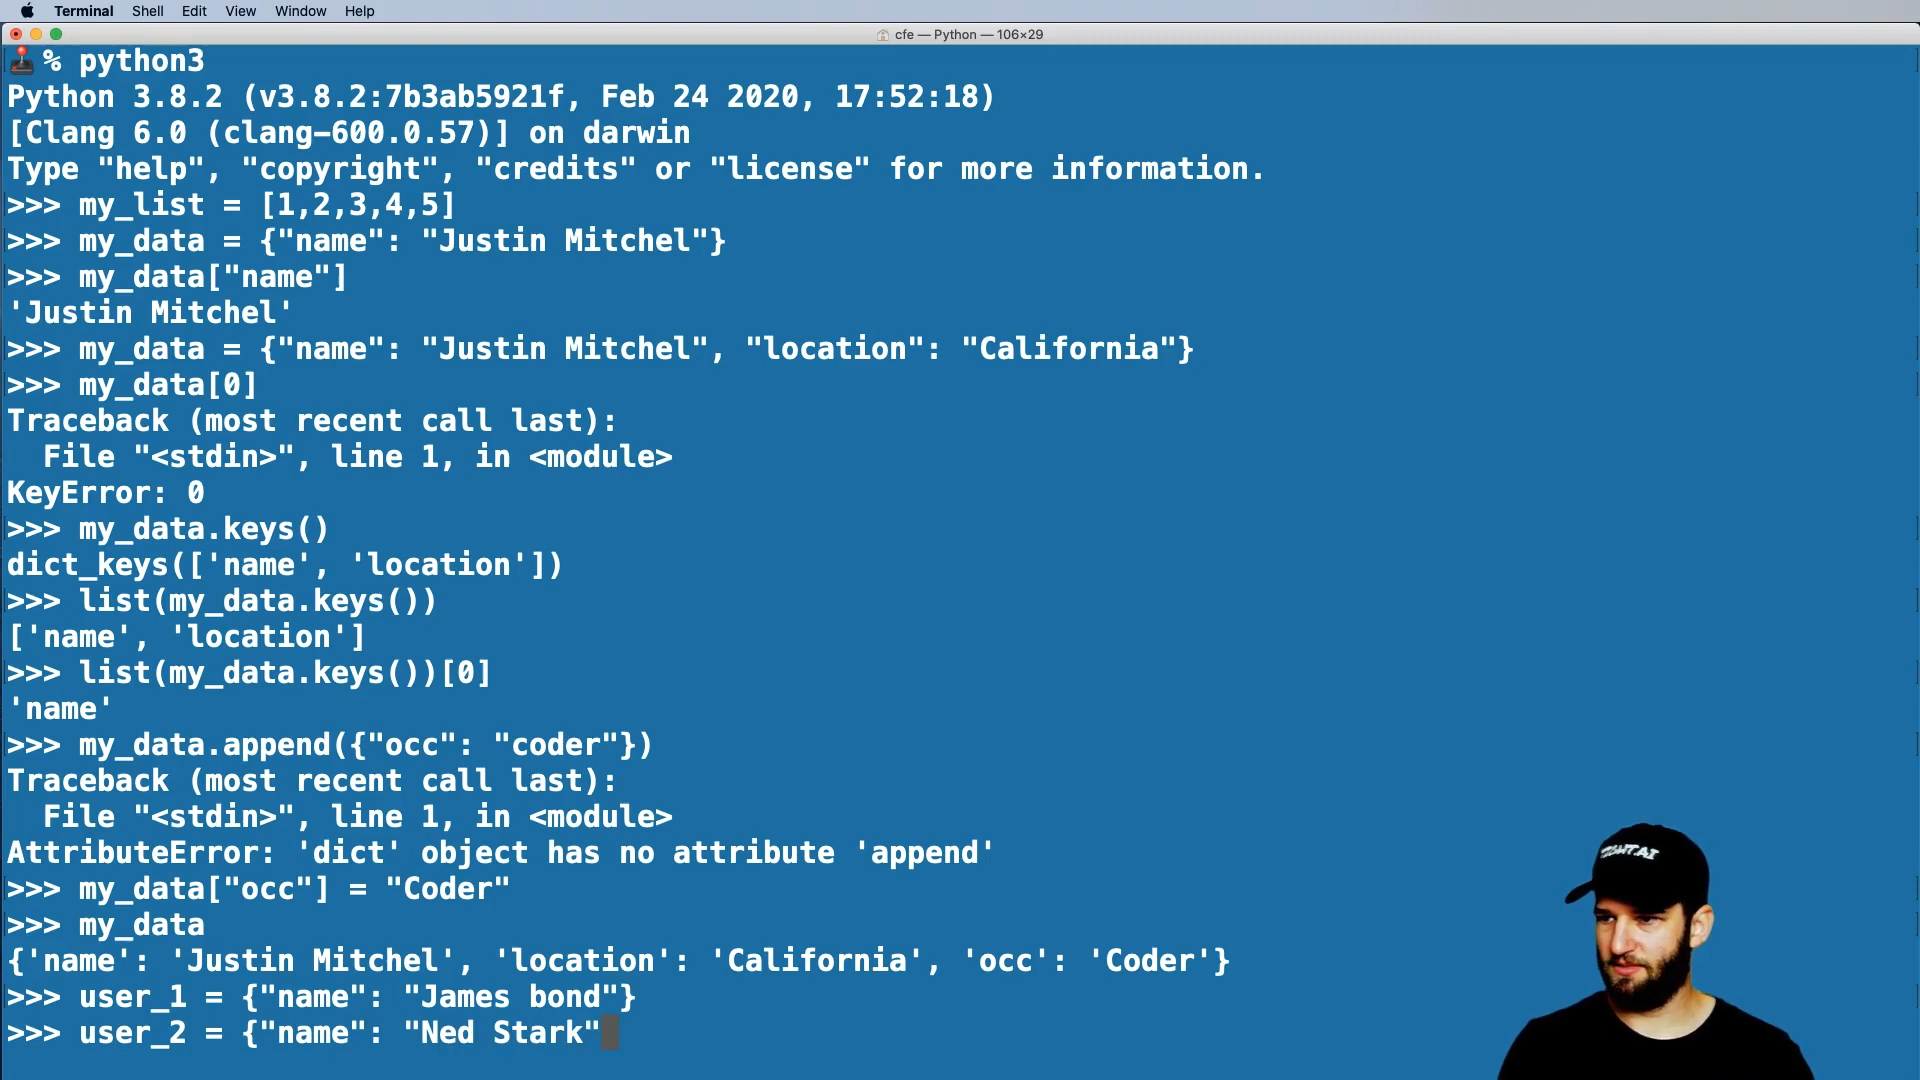 Terminal Shell Edit View Window Help
cfe — Python — 106×29
% python3
Python 3.8.2 (v3.8.2:7b3ab5921f, Feb 24 2020, 17:52:18)
[Clang 6.0 (clang-600.0.57)] on darwin
Type "help", "copyright", "credits" or "license" for more information.
>>> my_list = [1,2,3,4,5]
>>> my_data = {"name": "Justin Mitchel"}
>>> my_data["name"]
'Justin Mitchel'
>>> my_data = {"name": "Justin Mitchel", "location": "California"}
>>> my_data[0]
Traceback (most recent call last):
  File "<stdin>", line 1, in <module>
KeyError: 0
>>> my_data.keys()
dict_keys(['name', 'location'])
>>> list(my_data.keys())
['name', 'location']
>>> list(my_data.keys())[0]
'name'
>>> my_data.append({"occ": "coder"})
Traceback (most recent call last):
  File "<stdin>", line 1, in <module>
AttributeError: 'dict' object has no attribute 'append'
>>> my_data["occ"] = "Coder"
>>> my_data
{'name': 'Justin Mitchel', 'location': 'California', 'occ': 'Coder'}
>>> user_1 = {"name": "James bond"}
>>> user_2 = {"name": "Ned Stark"